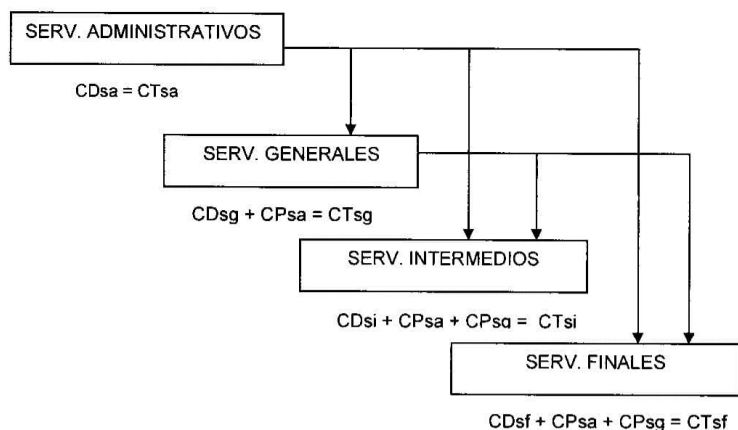 SERV. ADMINISTRATIVOS
CDsa = CTsa
SERV. GENERALES
CDsg + CPsa = CTsg
SERV. INTERMEDIOS
CDsi + CPsa + CPsg = CTsi
SERV. FINALES
CDsf + CPsa + CPsg = CTsf